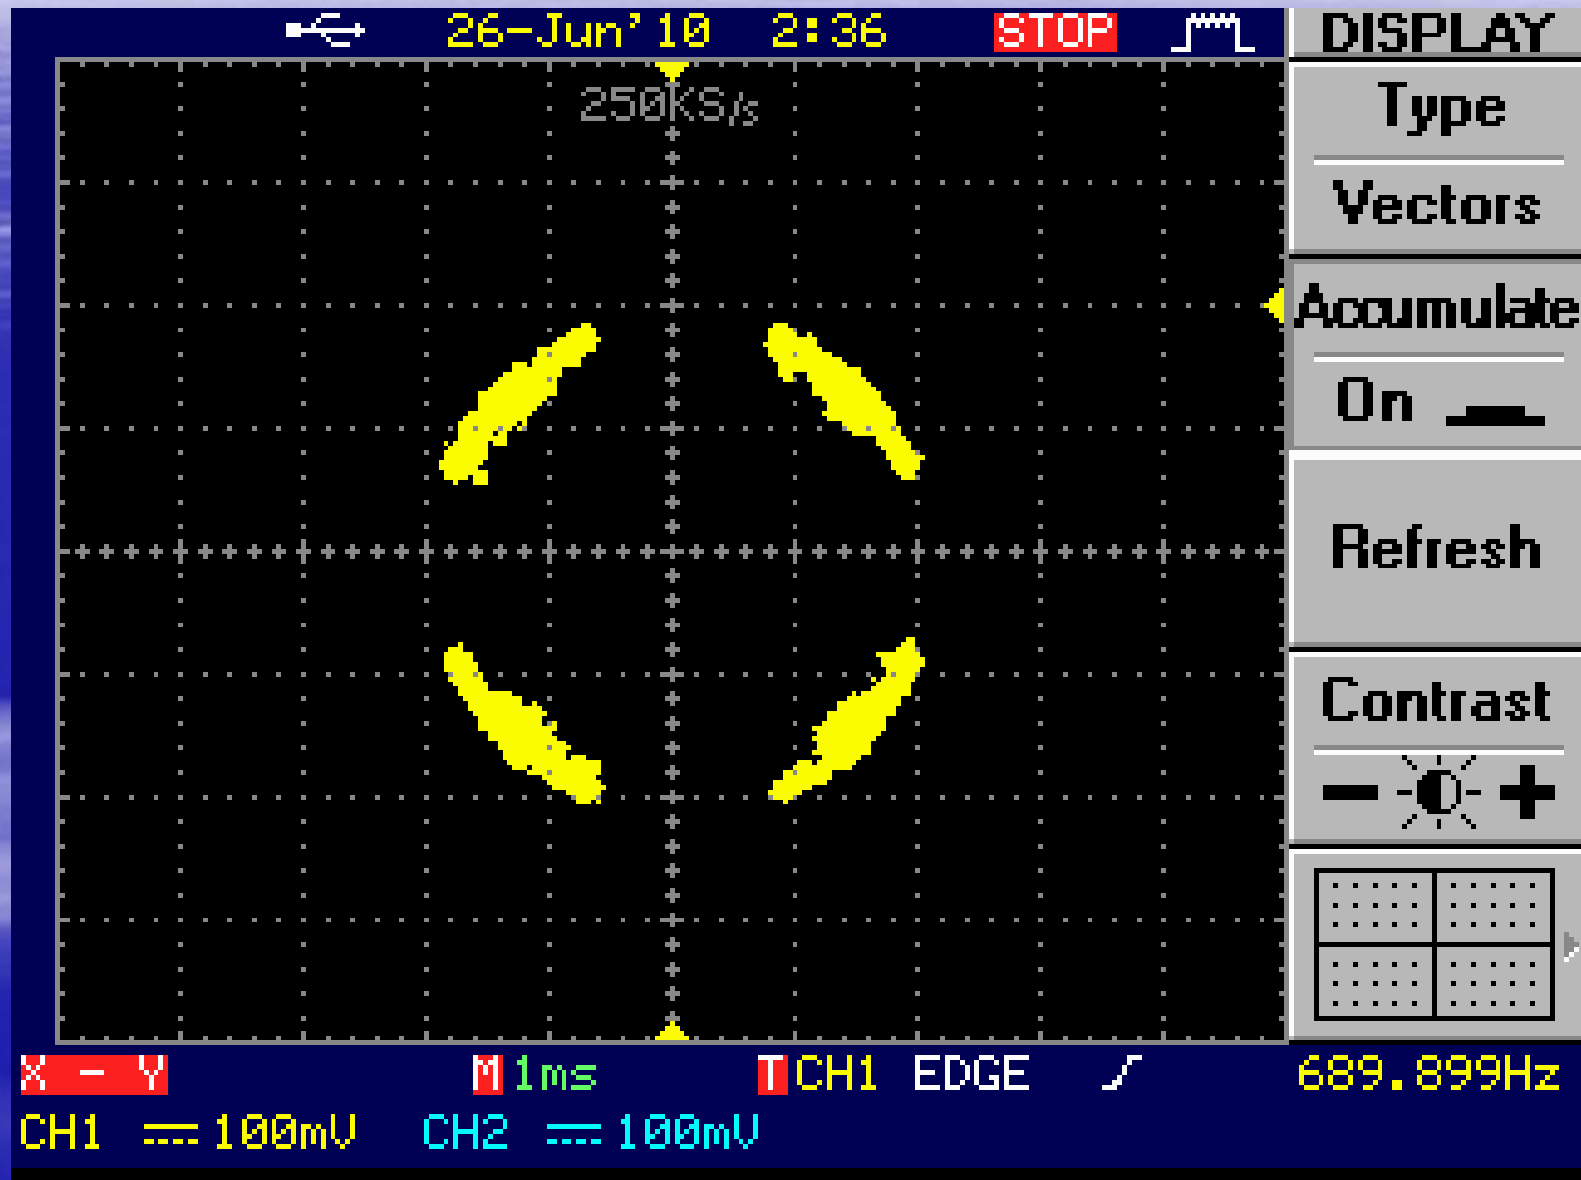 26-Jun'10 2:36 STOP DISPLAY
250KS/s
Type
Vectors
Accumulate
On
Refresh
Contrast
X - Y M 1ms T CH1 EDGE 689.899Hz
CH1 100mV CH2 100mV